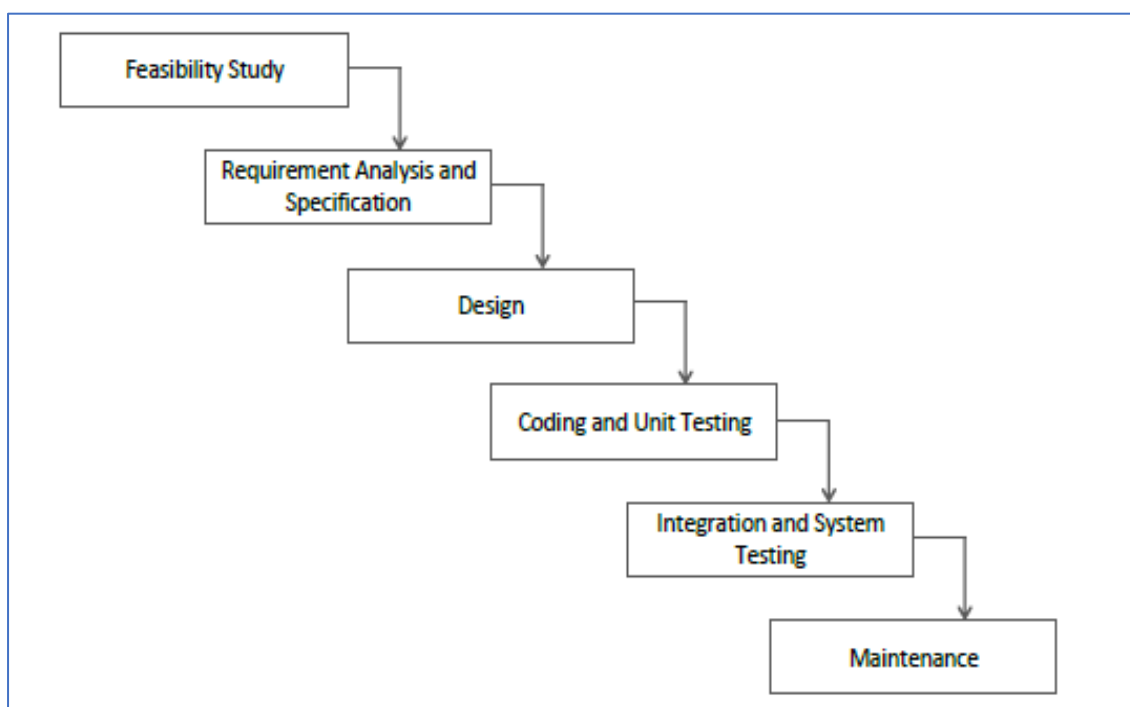 Feasibility Study
Requirement Analysis and
Specification
Design
Coding and Unit Testing
Integration and System
Testing
Maintenance